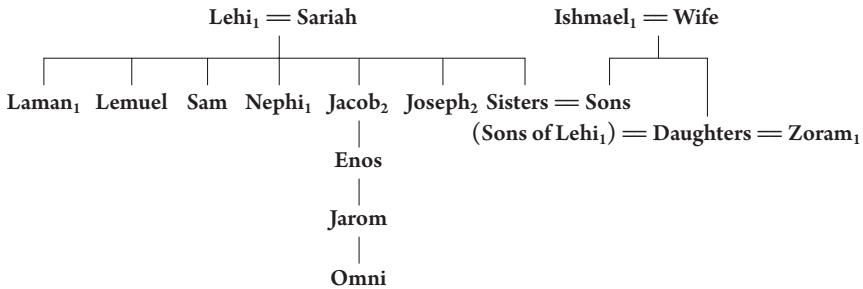 Lehi₁ = Sariah Ishmael₁ = Wife
Laman₁ Lemuel Sam Nephi₁ Jacob₂ Joseph₂ Sisters = Sons
(Sons of Lehi₁) = Daughters = Zoram₁
Enos
Jarom
Omni